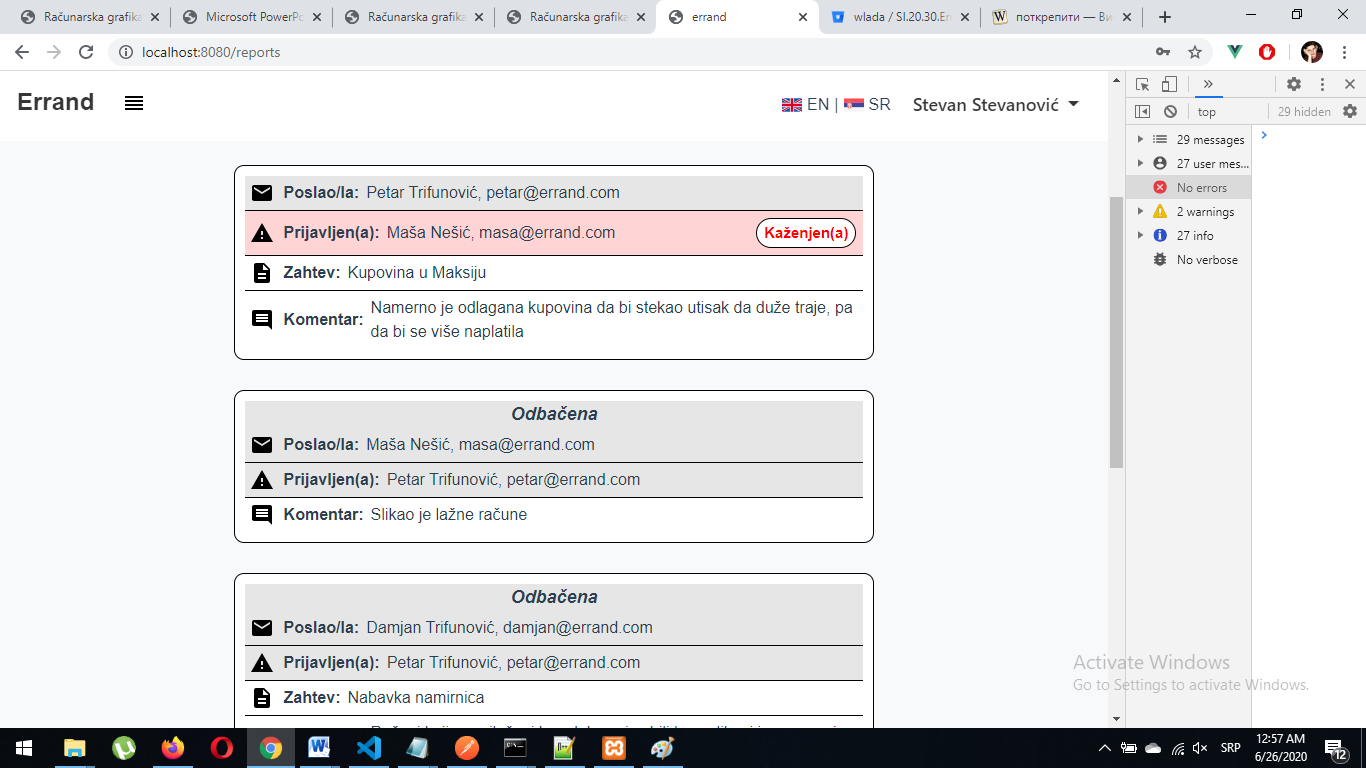 Računarska grafika
Microsoft PowerPo
Računarska grafika
Računarska grafika
errand
wlada / SI.20.30.Er
поткрепити — Ви
localhost:8080/reports
Errand
EN | SR
Stevan Stevanović
top
29 hidden
29 messages
27 user mes...
No errors
2 warnings
27 info
No verbose
Poslao/la: Petar Trifunović, petar@errand.com
Prijavljen(a): Maša Nešić, masa@errand.com
Kaženjen(a)
Zahtev: Kupovina u Maksiju
Komentar: Namerno je odlagana kupovina da bi stekao utisak da duže traje, pa
da bi se više naplatila
Odbačena
Poslao/la: Maša Nešić, masa@errand.com
Prijavljen(a): Petar Trifunović, petar@errand.com
Komentar: Slikao je lažne račune
Odbačena
Poslao/la: Damjan Trifunović, damjan@errand.com
Prijavljen(a): Petar Trifunović, petar@errand.com
Zahtev: Nabavka namirnica
Activate Windows
Go to Settings to activate Windows.
SRP
12:57 AM
6/26/2020
12